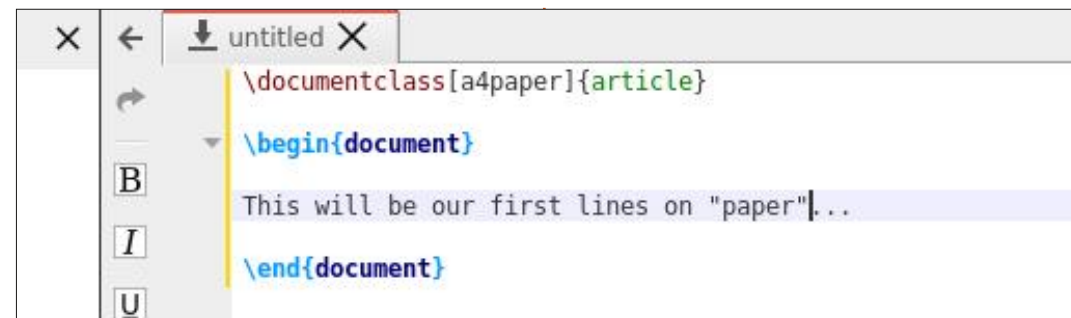 untitled
\documentclass[a4paper]{article}
\begin{document}
B
This will be our first lines on "paper"...
I
\end{document}
U